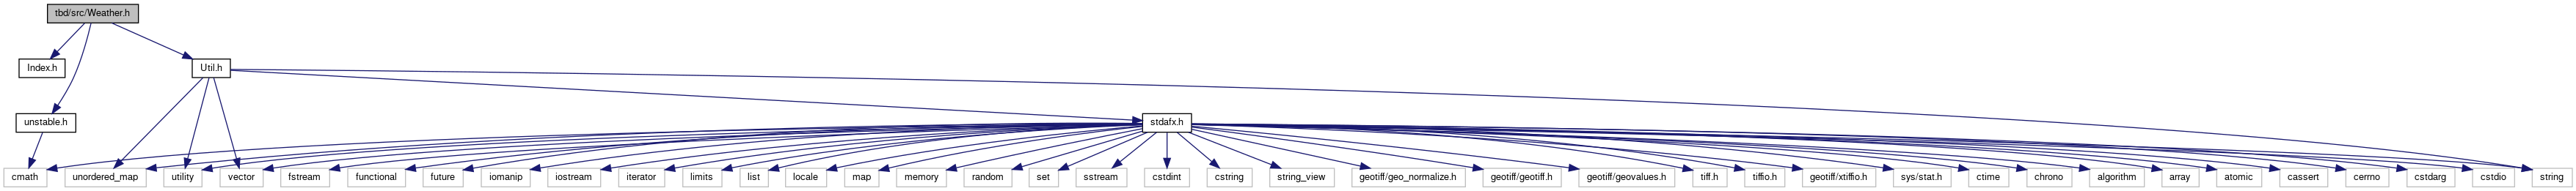 tbd/src/Weather.h
Index.h
Util.h
unstable.h
stdafx.h
cmath
unordered_map
utility
vector
fstream
functional
future
iomanip
iostream
iterator
limits
list
locale
map
memory
random
set
sstream
cstdint
cstring
string_view
geotiff/geo_normalize.h
geotiff/geotiff.h
geotiff/geovalues.h
tiff.h
tiffio.h
geotiff/xtiffio.h
sys/stat.h
ctime
chrono
algorithm
array
atomic
cassert
cerrno
cstdarg
cstdio
string